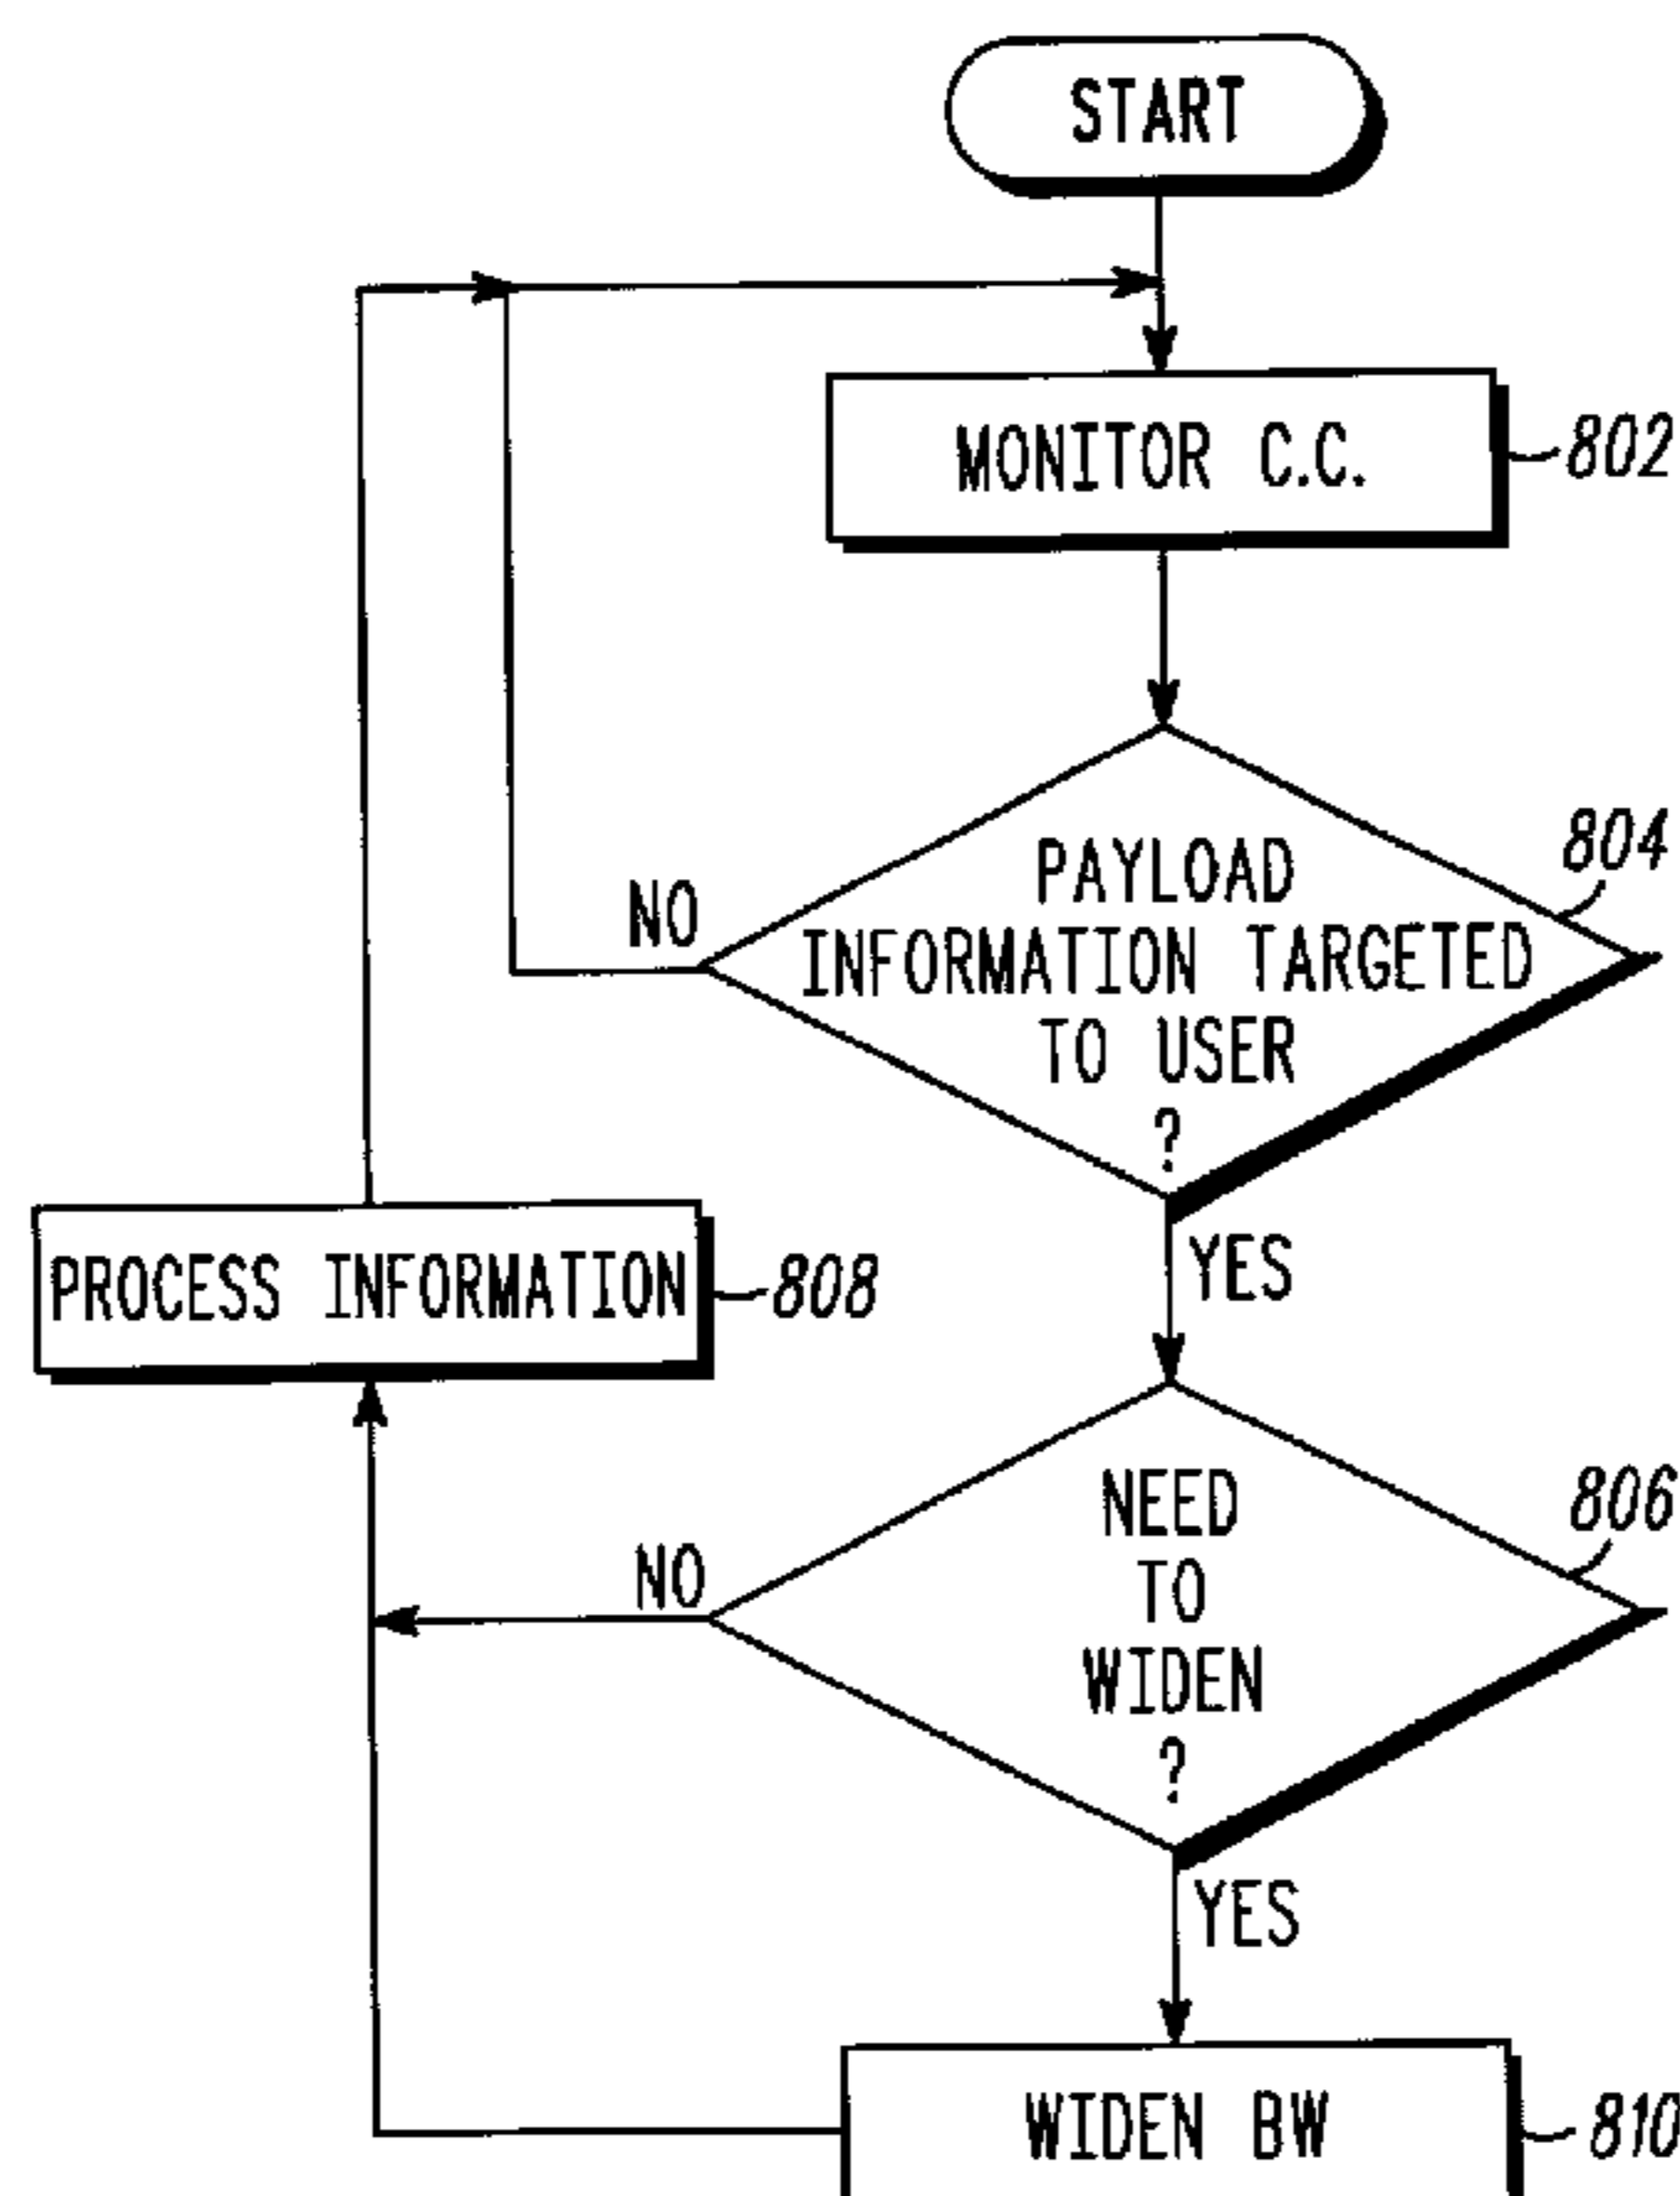 START
MONITOR C.C.
802
804
PAYLOAD
INFORMATION TARGETED
TO USER
?
NO
YES
PROCESS INFORMATION
808
806
NEED
TO
WIDEN
?
NO
YES
WIDEN BW
810